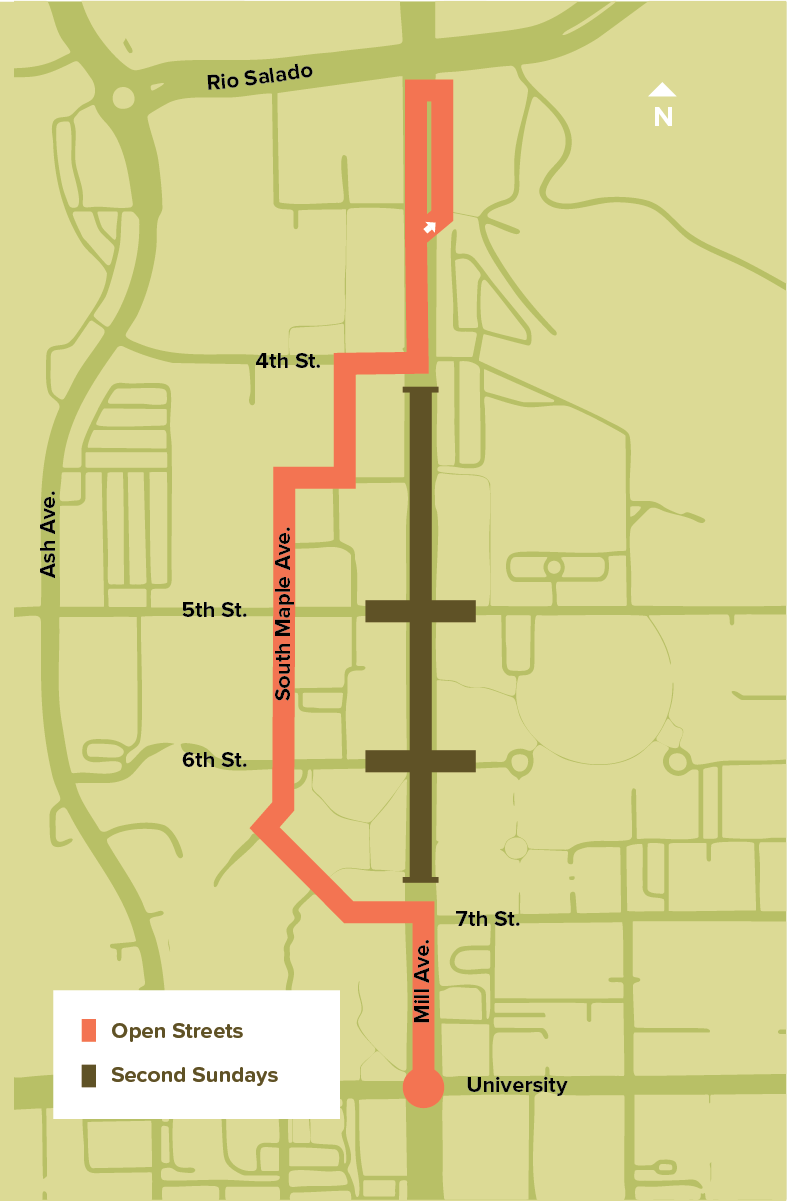 Rio Salado
N
4th St.
Ash Ave.
South Maple Ave.
5th St.
6th St.
7th St.
Mill Ave.
Open Streets
Second Sundays
University